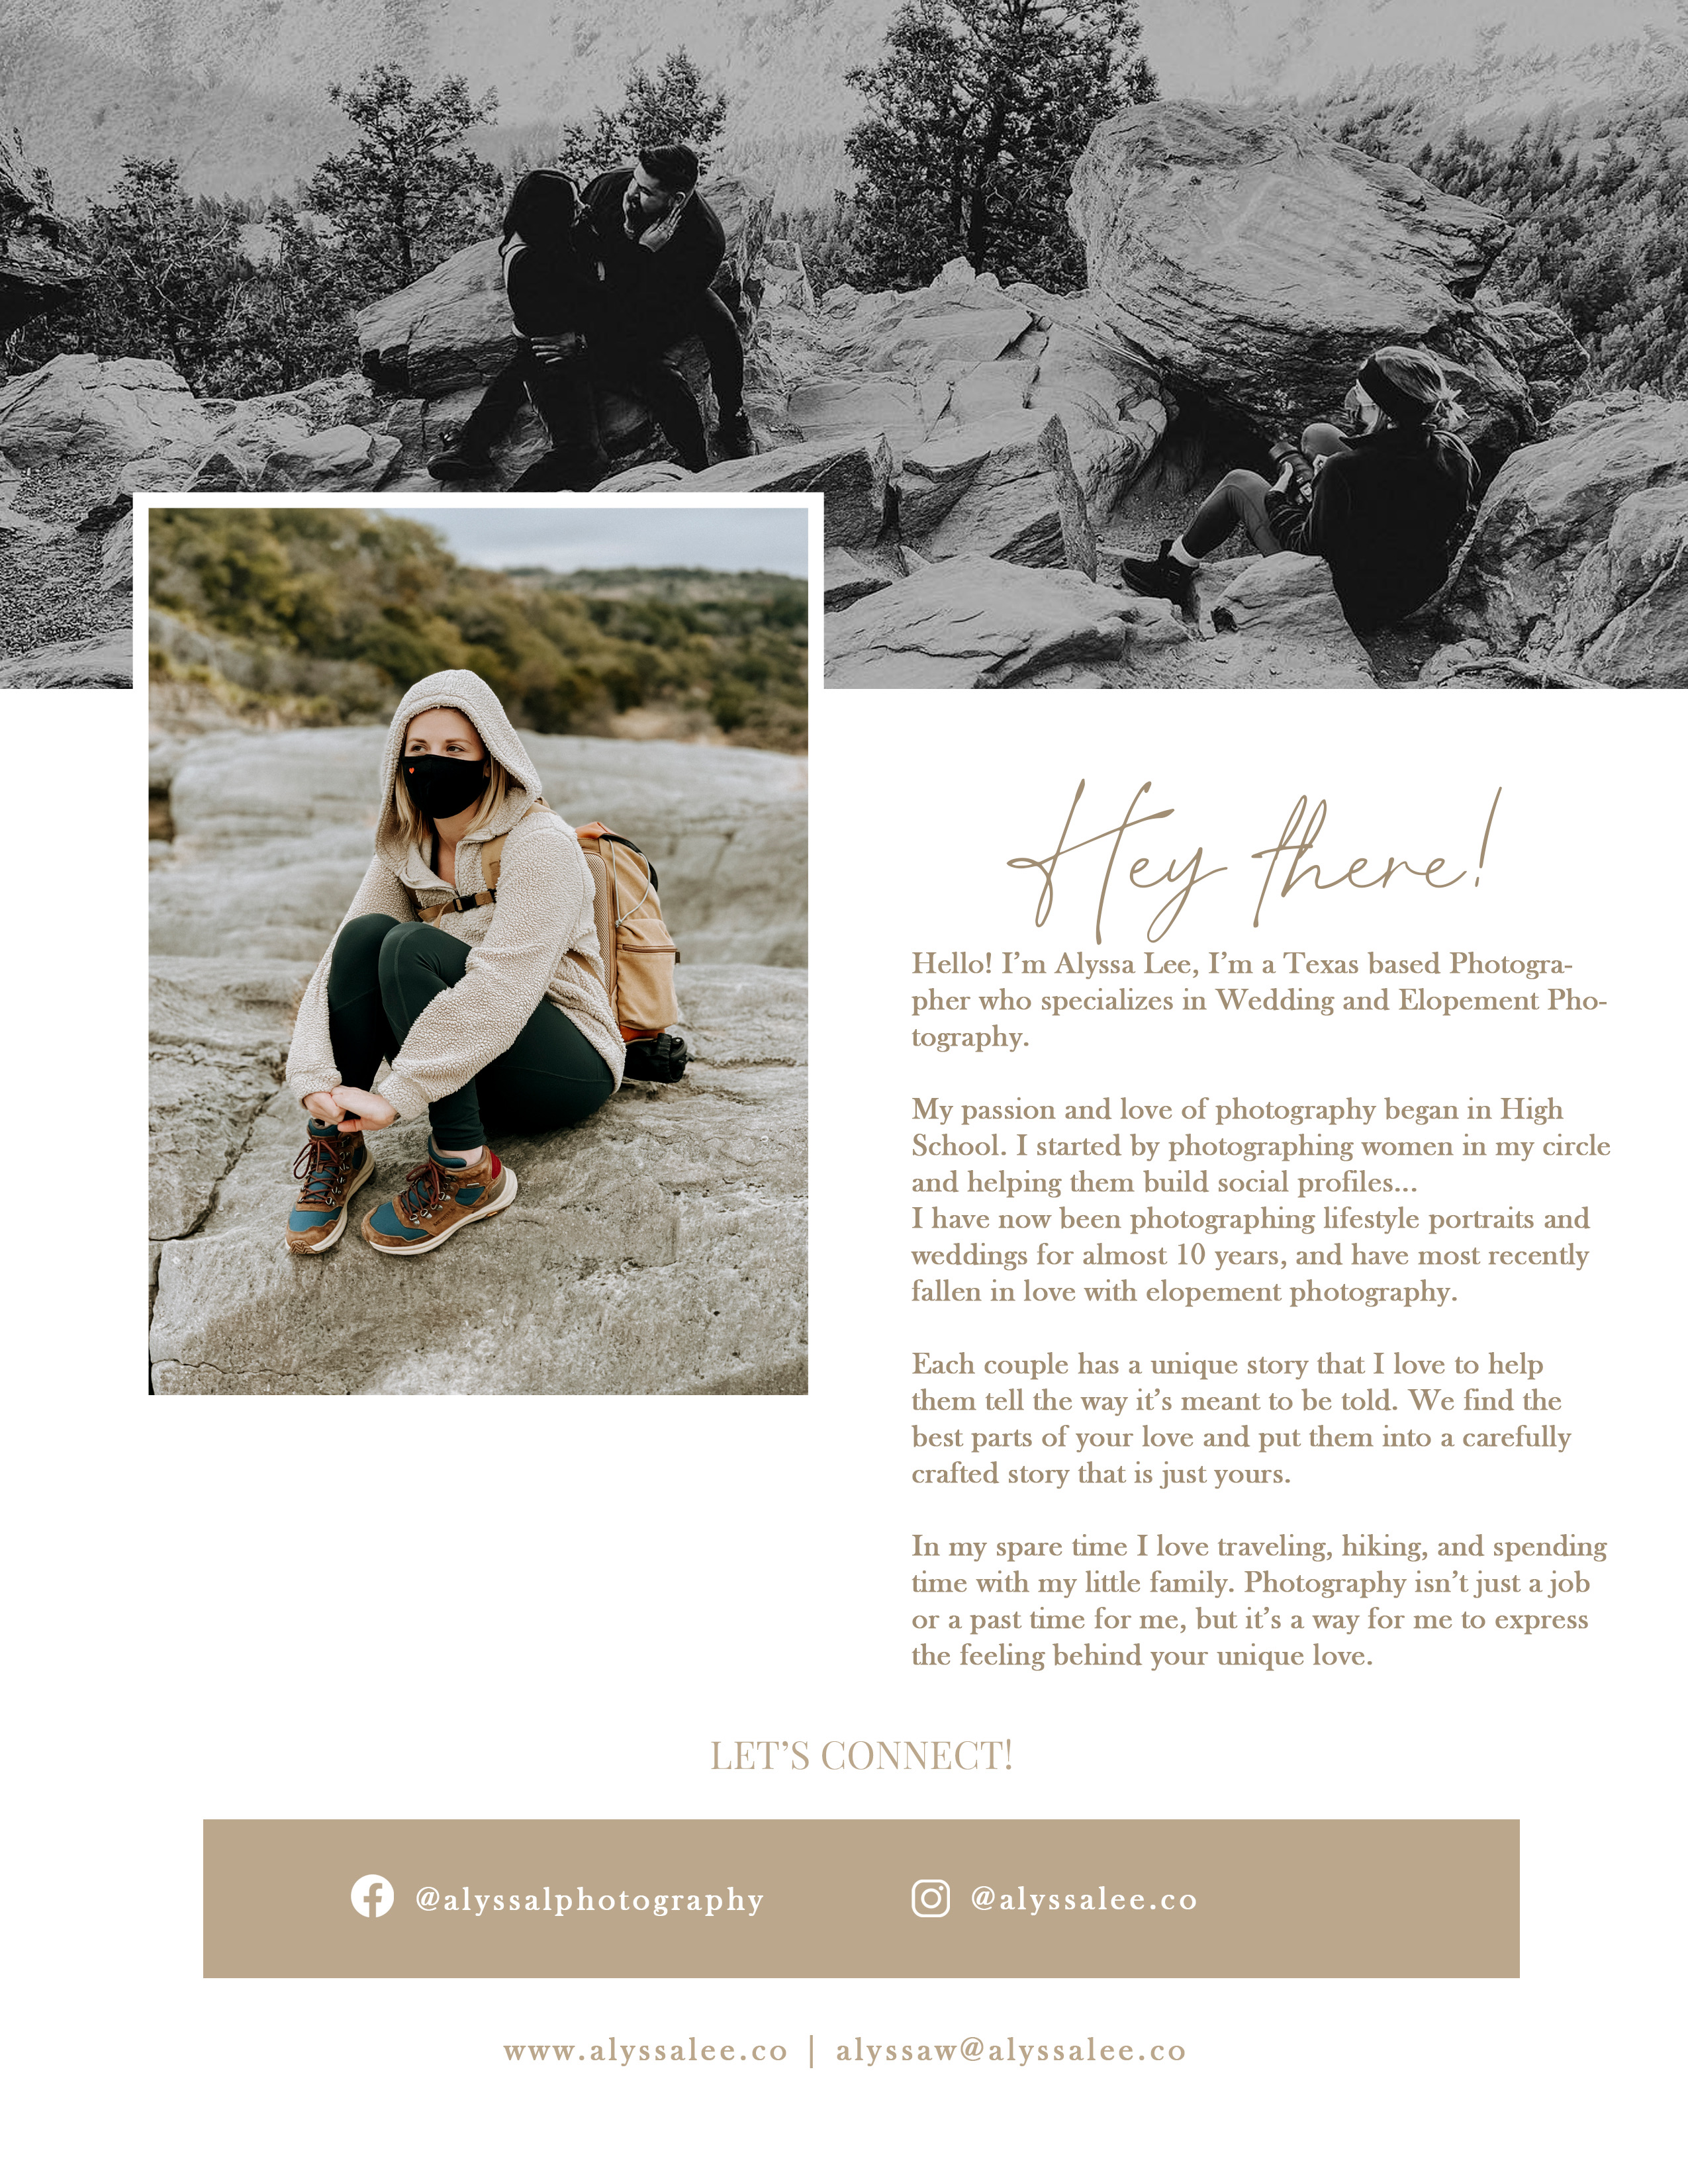 Hey there!
Hello! I’m Alyssa Lee, I’m a Texas based Photogra-
pher who specializes in Wedding and Elopement Pho-
tography.
My passion and love of photography began in High
School. I started by photographing women in my circle
and helping them build social profiles...
I have now been photographing lifestyle portraits and
weddings for almost 10 years, and have most recently
fallen in love with elopement photography.
Each couple has a unique story that I love to help
them tell the way it’s meant to be told. We find the
best parts of your love and put them into a carefully
crafted story that is just yours.
In my spare time I love traveling, hiking, and spending
time with my little family. Photography isn’t just a job
or a past time for me, but it’s a way for me to express
the feeling behind your unique love.
LET’S CONNECT!
@alyssalphotography
@alyssalee.co
www.alyssalee.co | alyssaw@alyssalee.co